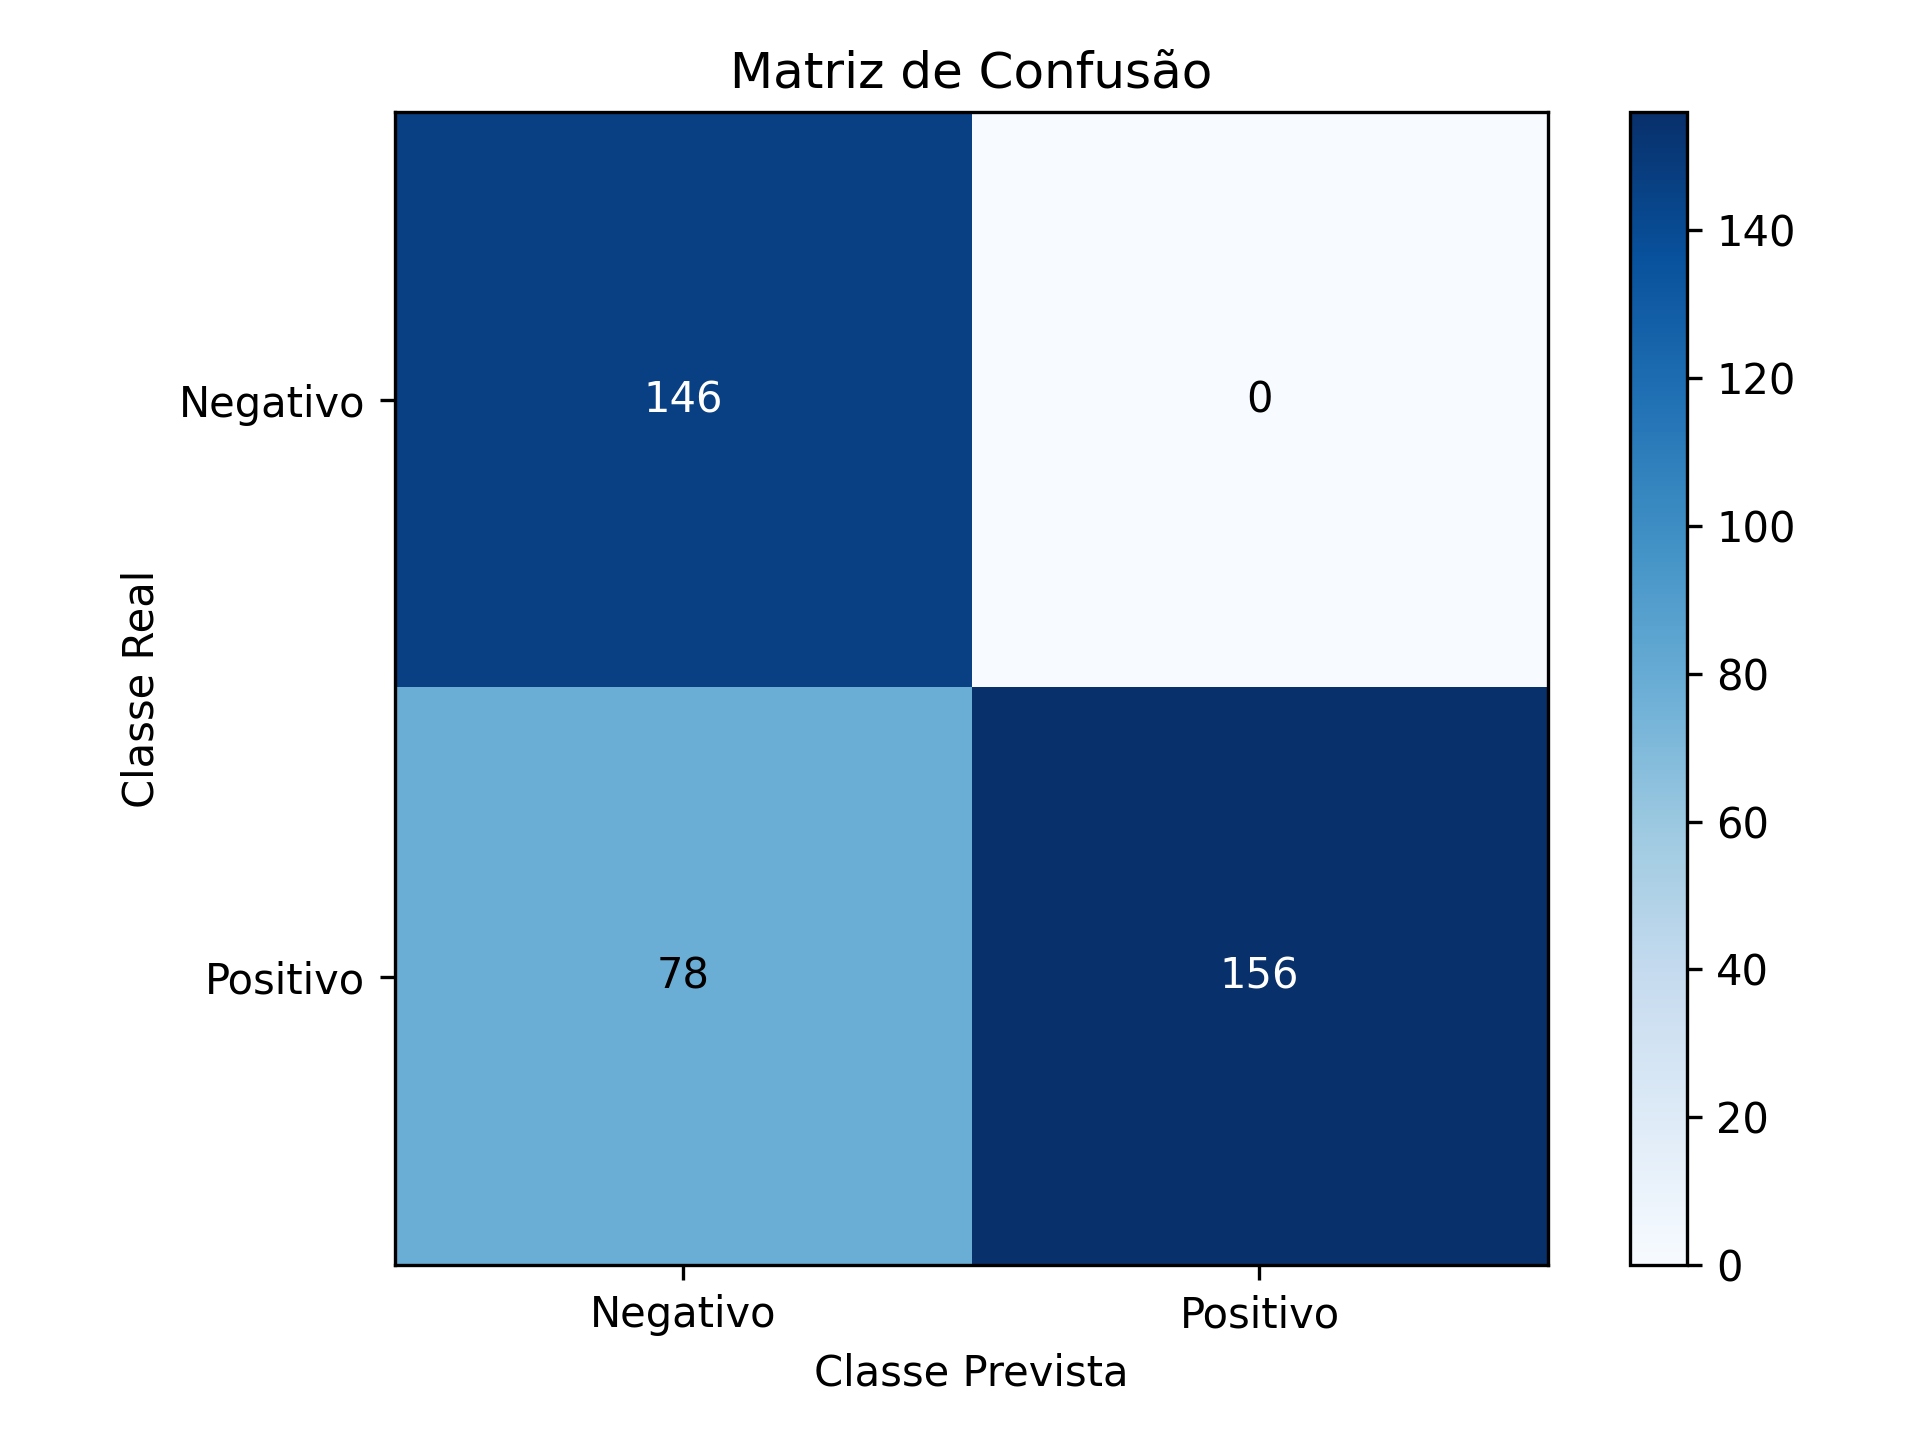 Matriz de Confusão
Classe Real
Negativo
146
0
Positivo
78
156
Negativo
Positivo
Classe Prevista
140
120
100
80
60
40
20
0